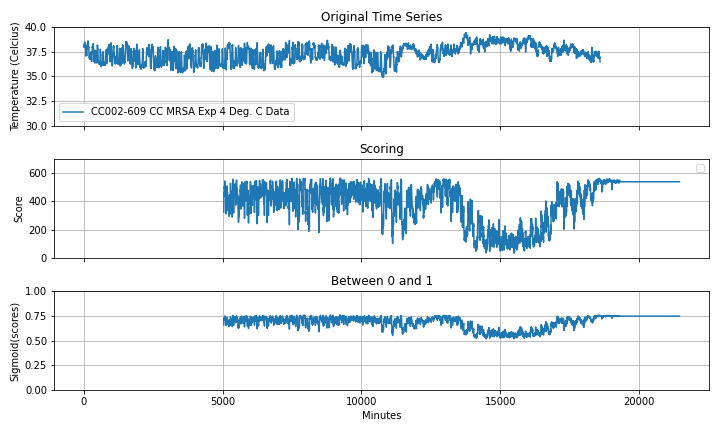 Original Time Series
40.0
37.5
35.0
32.5
30.0
Temperature (Celcius)
CC002-609 CC MRSA Exp 4 Deg. C Data
Scoring
600
400
200
0
Score
Between 0 and 1
1.00
0.75
0.50
0.25
0.00
Sigmoid(scores)
0 5000 10000 15000 20000
Minutes